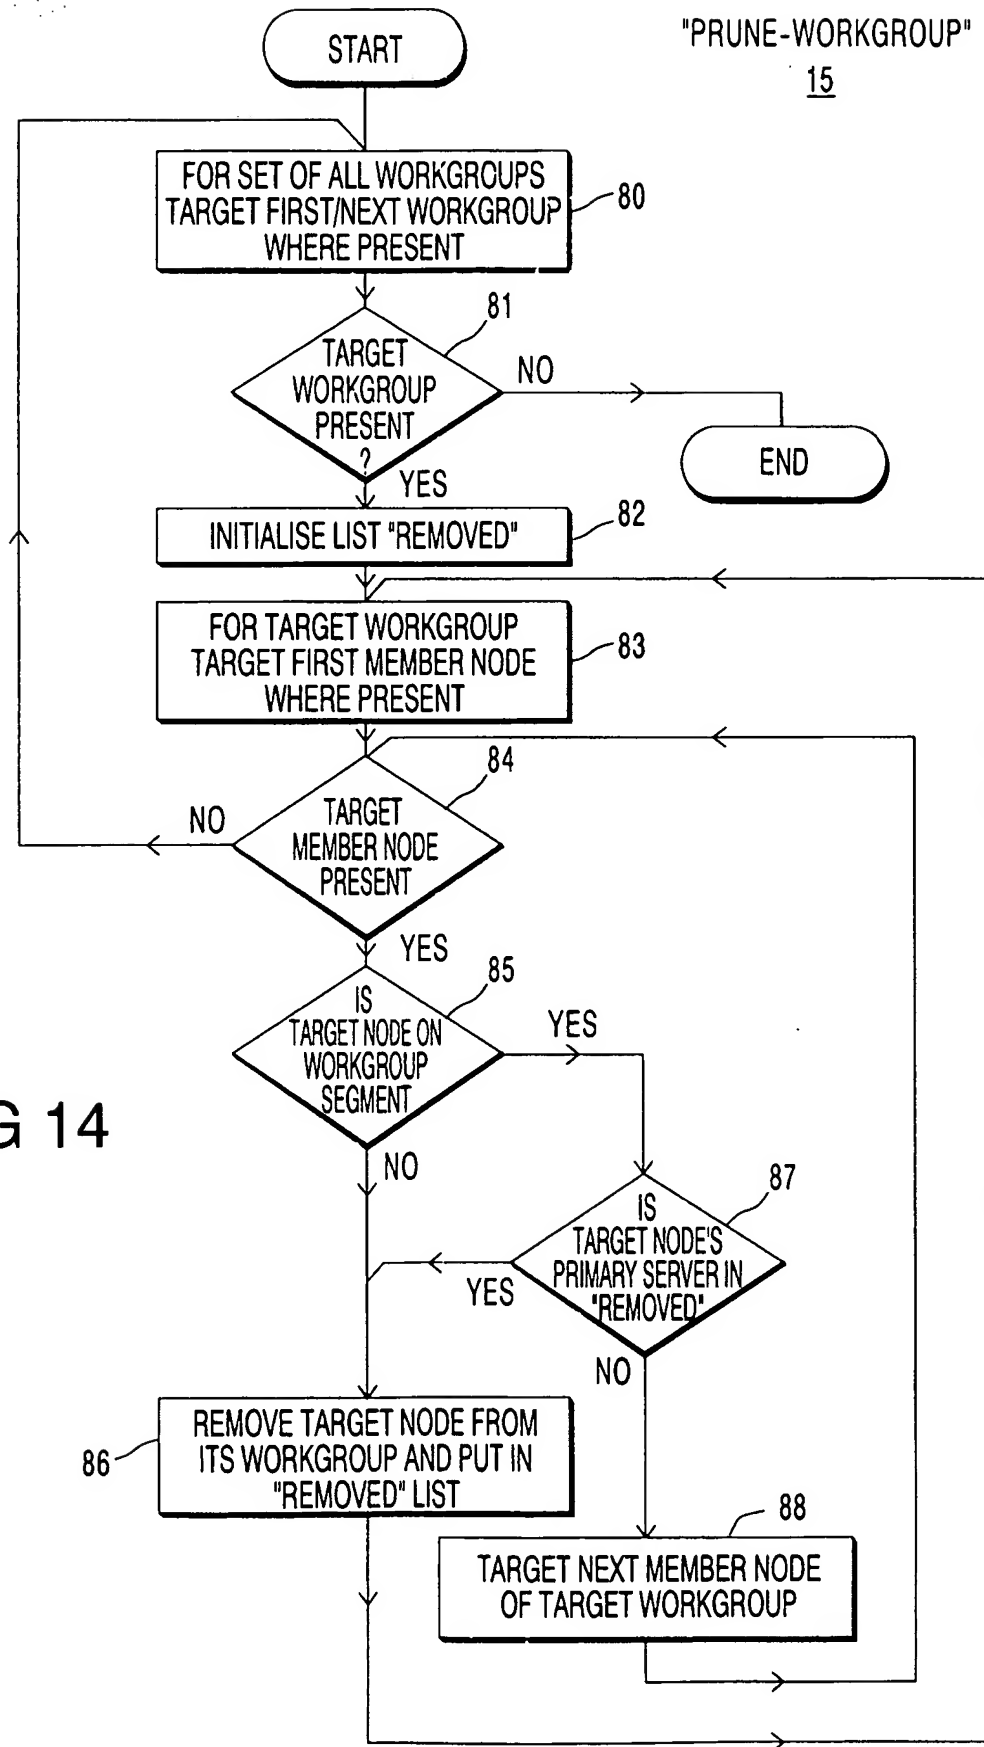 "PRUNE-WORKGROUP"
15
START
FOR SET OF ALL WORKGROUPS
TARGET FIRST/NEXT WORKGROUP
WHERE PRESENT
80
81
TARGET
WORKGROUP
PRESENT
?
NO
YES
END
INITIALISE LIST "REMOVED"
82
FOR TARGET WORKGROUP
TARGET FIRST MEMBER NODE
WHERE PRESENT
83
84
TARGET
MEMBER NODE
PRESENT
NO
YES
85
IS
TARGET NODE ON
WORKGROUP
SEGMENT
YES
NO
G 14
87
IS
TARGET NODE'S
PRIMARY SERVER IN
"REMOVED"
YES
NO
REMOVE TARGET NODE FROM
ITS WORKGROUP AND PUT IN
"REMOVED" LIST
86
88
TARGET NEXT MEMBER NODE
OF TARGET WORKGROUP